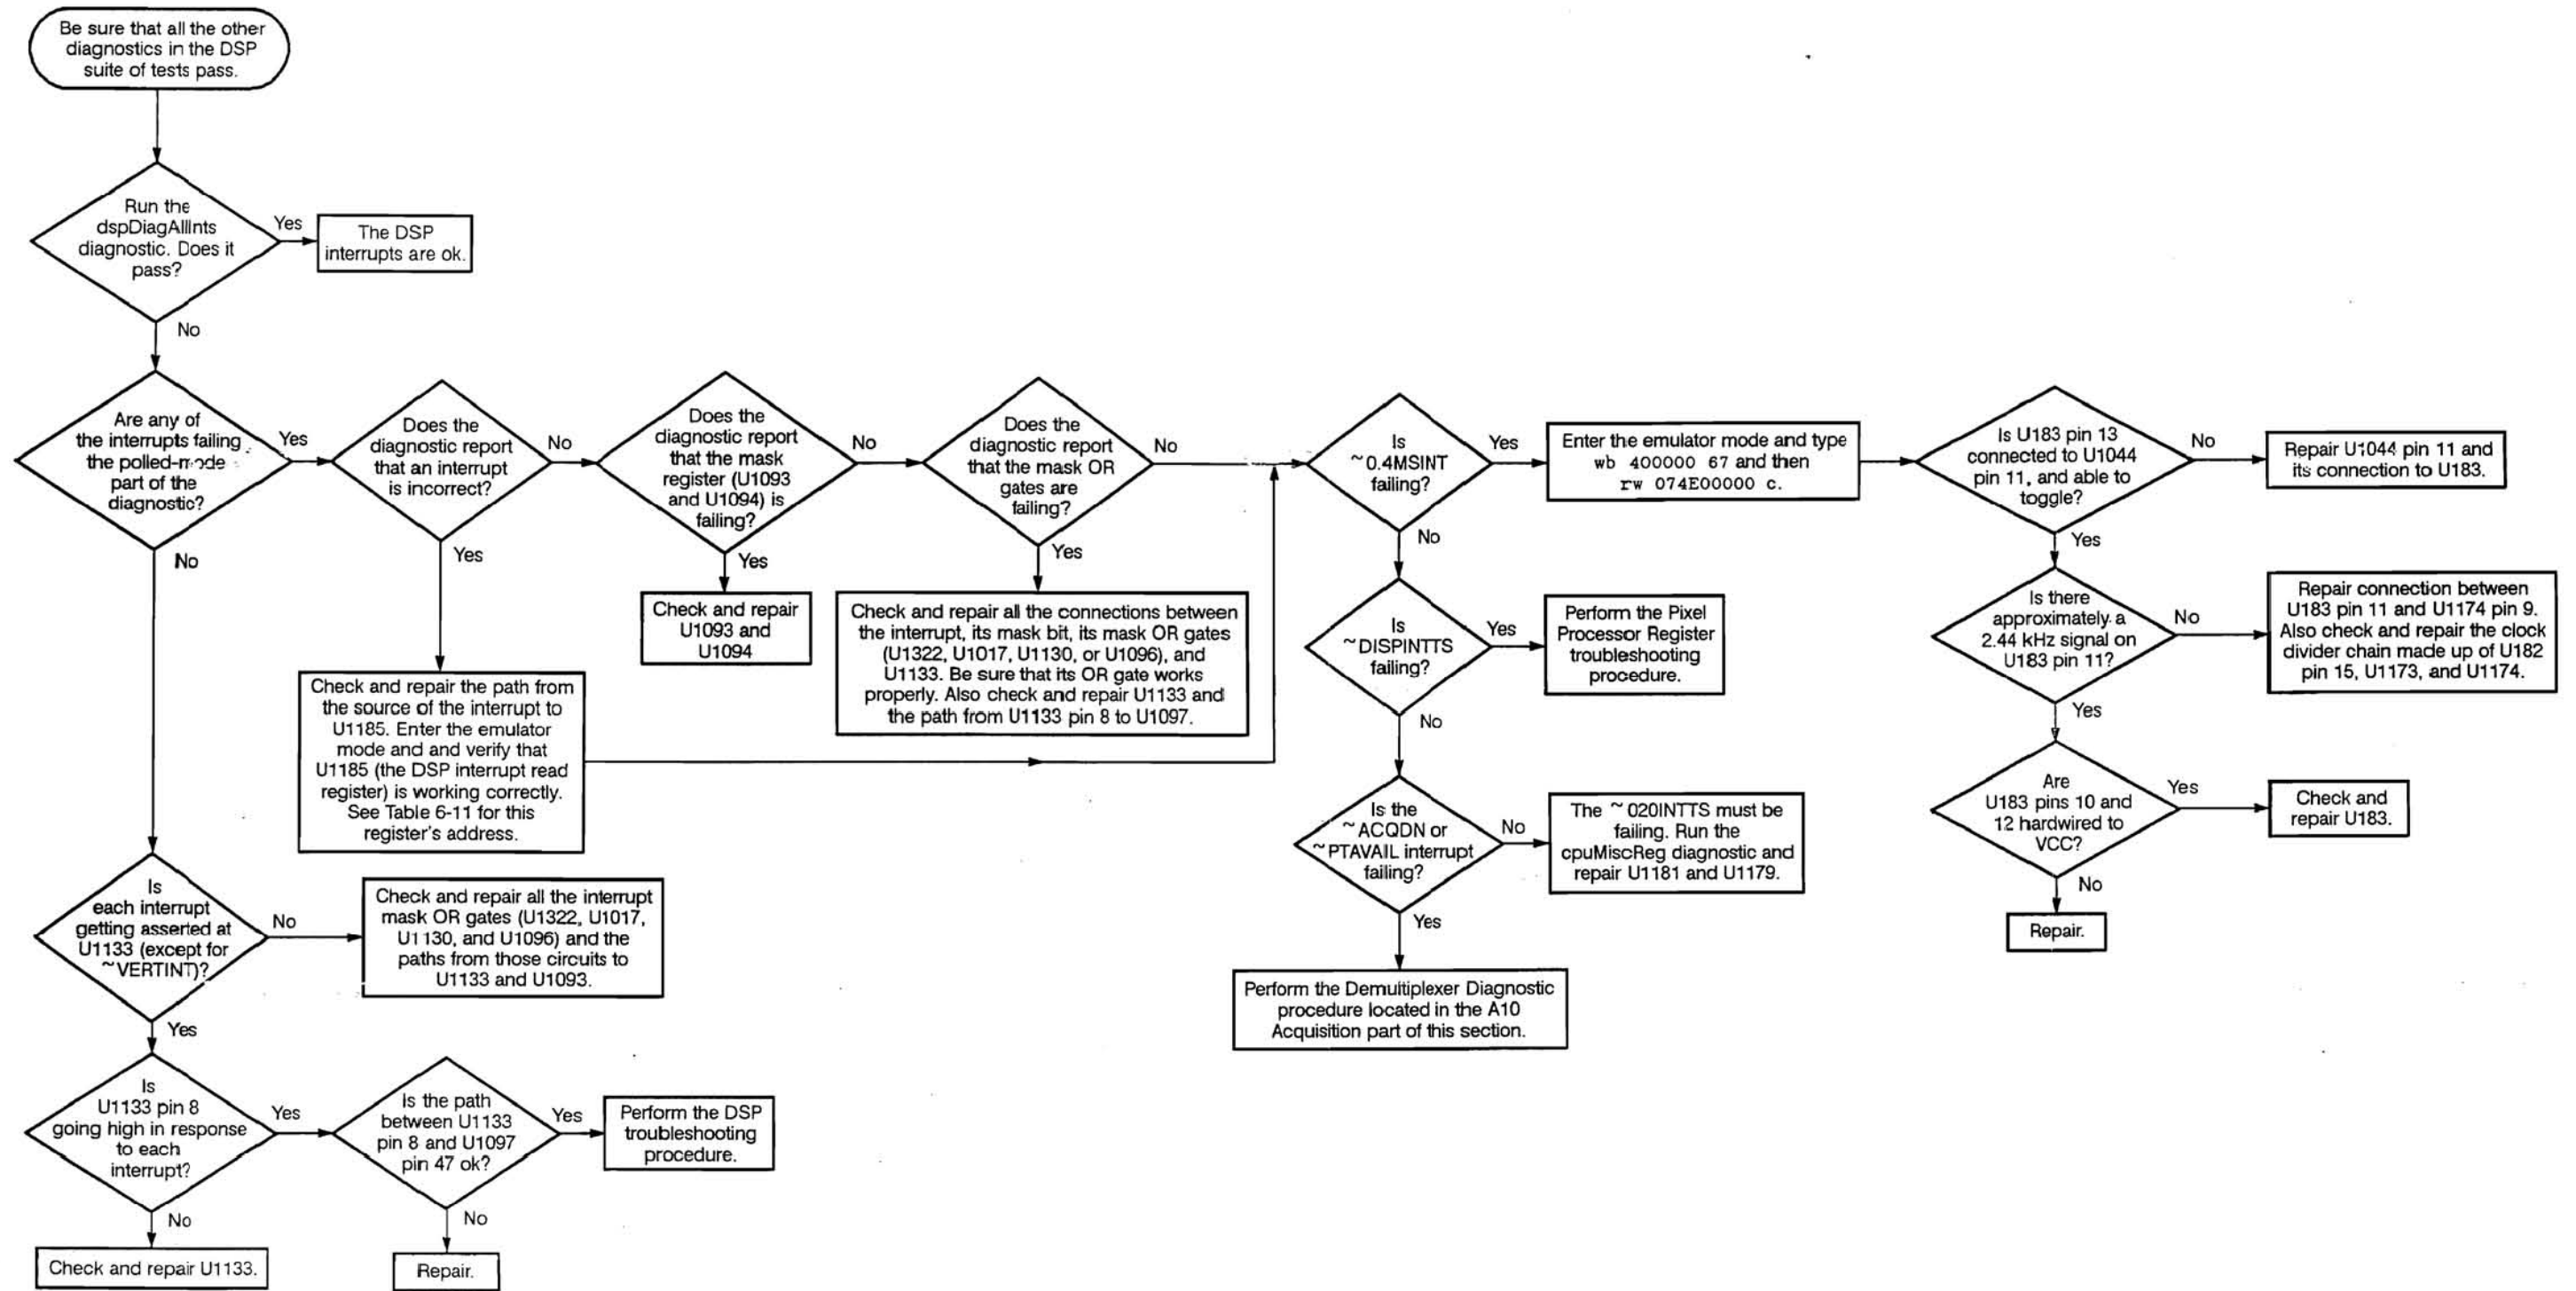 Be sure that all the other
diagnostics in the DSP
suite of tests pass.
Run the
dspDiagAllInts
diagnostic. Does it
pass?
Yes
The DSP
interrupts are ok.
No
Are any of
the interrupts failing
the polled-mode
part of the
diagnostic?
Yes
No
Does the
diagnostic report
that an interrupt
is incorrect?
No
Yes
Does the
diagnostic report
that the mask
register (U1093
and U1094) is
failing?
No
Yes
Does the
diagnostic report
that the mask OR
gates are
failing?
No
Yes
Is
~0.4MSINT
failing?
Yes
No
Enter the emulator mode and type
wb 400000 67 and then
rw 074E00000 c.
Is U183 pin 13
connected to U1044
pin 11, and able to
toggle?
No
Yes
Repair U1044 pin 11 and
its connection to U183.
Check and repair the path from
the source of the interrupt to
U1185. Enter the emulator
mode and and verify that
U1185 (the DSP interrupt read
register) is working correctly.
See Table 6-11 for this
register's address.
Check and repair
U1093 and
U1094
Check and repair all the connections between
the interrupt, its mask bit, its mask OR gates
(U1322, U1017, U1130, or U1096), and
U1133. Be sure that its OR gate works
properly. Also check and repair U1133 and
the path from U1133 pin 8 to U1097.
Is
~DISPINTTS
failing?
Yes
No
Perform the Pixel
Processor Register
troubleshooting
procedure.
Is there
approximately a
2.44 kHz signal on
U183 pin 11?
No
Yes
Repair connection between
U183 pin 11 and U1174 pin 9.
Also check and repair the clock
divider chain made up of U182
pin 15, U1173, and U1174.
Is the
~ACQDN or
~PTAVAIL interrupt
failing?
No
Yes
The ~020INTTS must be
failing. Run the
cpuMiscReg diagnostic and
repair U1181 and U1179.
Are
U183 pins 10 and
12 hardwired to
VCC?
Yes
No
Check and
repair U183.
Repair.
Perform the Demultiplexer Diagnostic
procedure located in the A10
Acquisition part of this section.
Is
each interrupt
getting asserted at
U1133 (except for
~VERTINT)?
No
Yes
Check and repair all the interrupt
mask OR gates (U1322, U1017,
U1130, and U1096) and the
paths from those circuits to
U1133 and U1093.
Is
U1133 pin 8
going high in response
to each
interrupt?
Yes
No
Is the path
between U1133
pin 8 and U1097
pin 47 ok?
Yes
No
Perform the DSP
troubleshooting
procedure.
Check and repair U1133.
Repair.